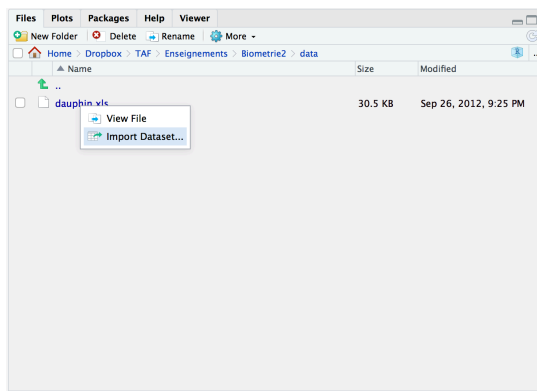 Files Plots Packages Help Viewer
New Folder Delete Rename More
Home > Dropbox > TAF > Enseignements > Biometrie2 > data
Name Size Modified
..
dauphin.xls 30.5 KB Sep 26, 2012, 9:25 PM
View File
Import Dataset...